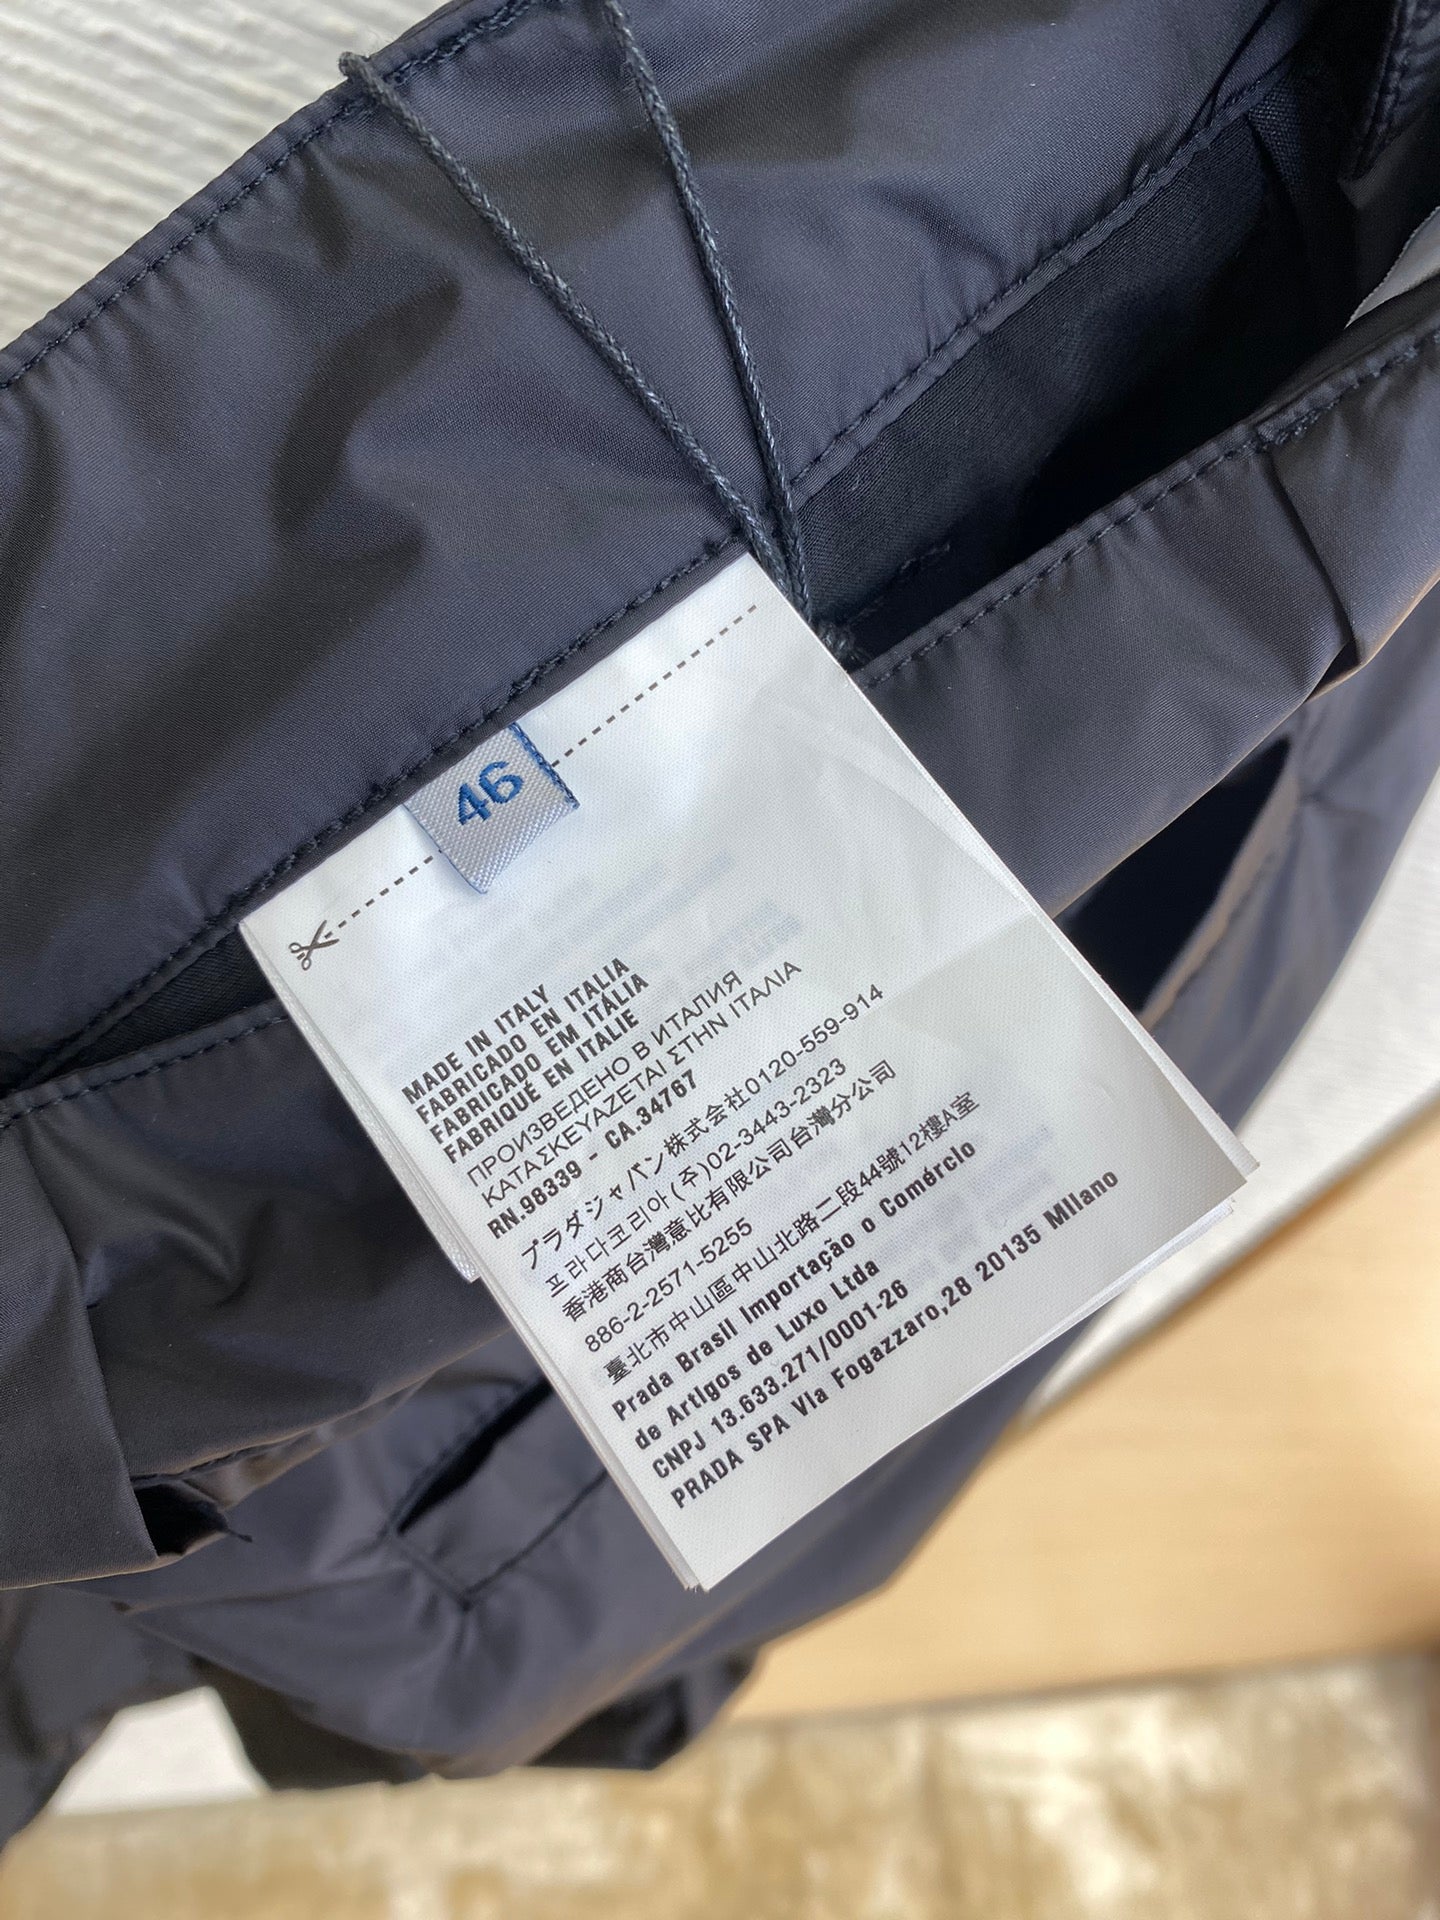 46
MADE IN ITALY
FABRICADO EN ITALIA
FABRICADO EM ITÁLIA
FABRIQUÉ EN ITALIE
ПРОИЗВЕДЕНО В ИТАЛИЯ
ΚΑΤΑΣΚΕΥΑΖΕΤΑΙ ΣΤΗΝ ΙΤΑΛΙΑ
RN.98339 - CA.34767
プラダジャパン株式会社0120-559-914
프라다코리아(주)02-3443-2323
香港商台灣意比有限公司台灣分公司
886-2-2571-5255
臺北市中山區中山北路二段44號12樓A室
Prada Brasil Importação o Comércio
de Artigos de Luxo Ltda
CNPJ 13.633.271/0001-26
PRADA SPA Via Fogazzaro,28 20135 Milano